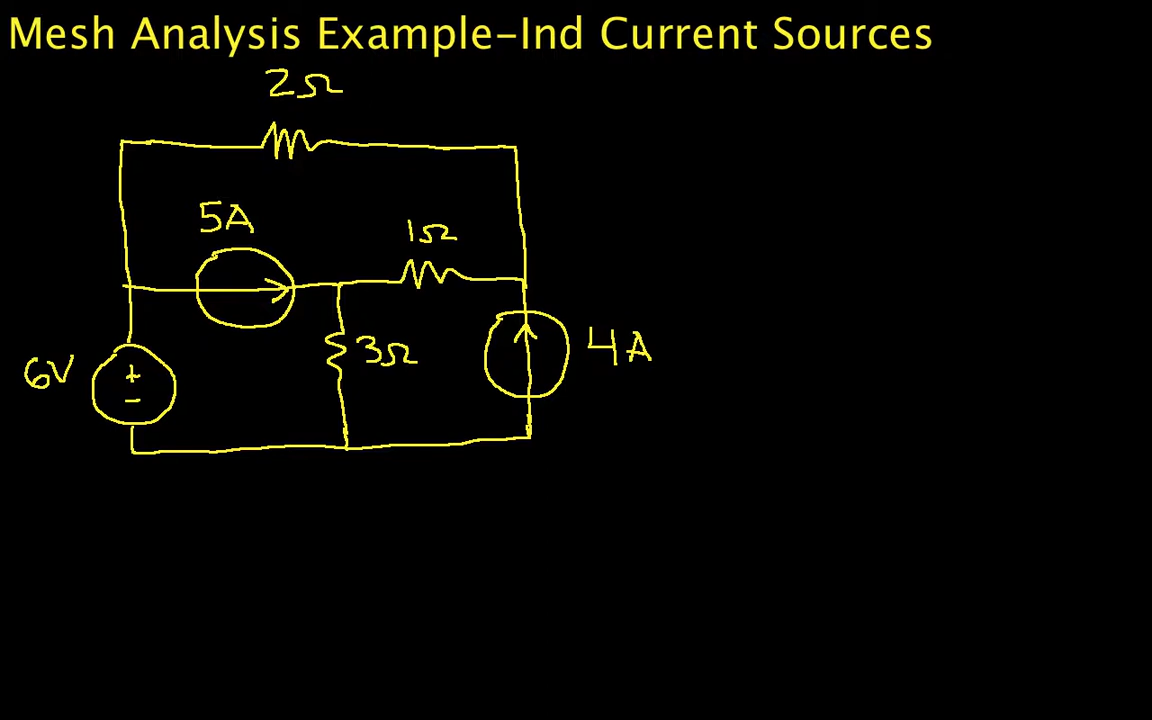 Mesh Analysis Example-Ind Current Sources
2Ω
5A
1Ω
3Ω
4A
6V
+
-